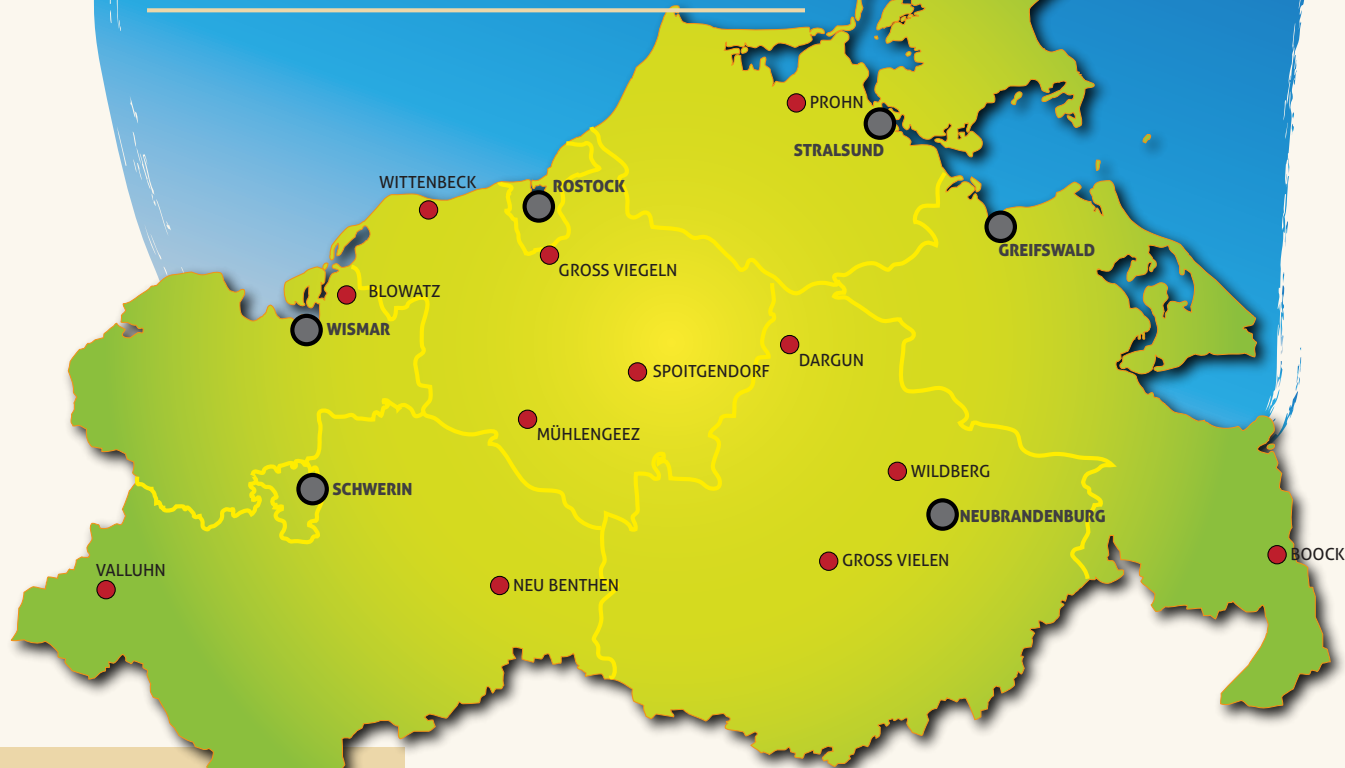 PROHN
STRALSUND
WITTENBECK
ROSTOCK
GREIFSWALD
GROSS VIEGELN
BLOWATZ
WISMAR
DARGUN
SPOITGENDORF
MÜHLENGEEZ
WILDBERG
SCHWERIN
NEUBRANDENBURG
BOOCK
GROSS VIELEN
VALLUHN
NEU BENTHEN